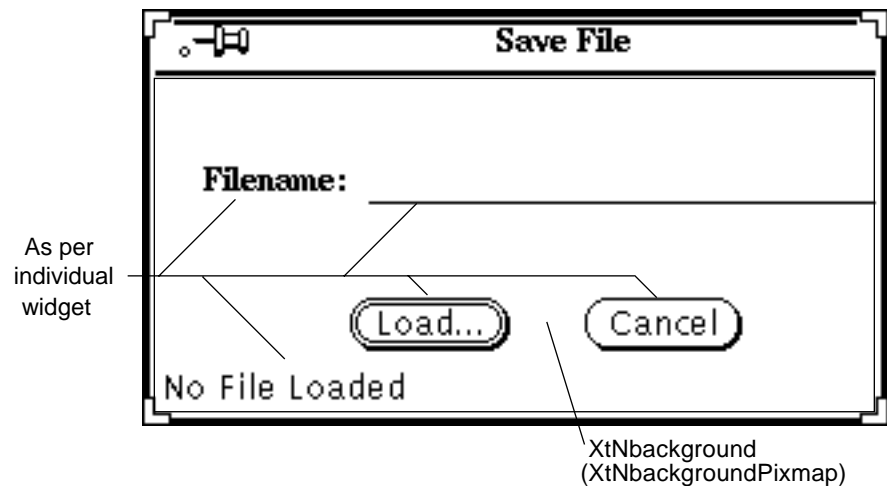 Save File
Filename:
As per
individual
widget
Load...
Cancel
No File Loaded
XtNbackground
(XtNbackgroundPixmap)